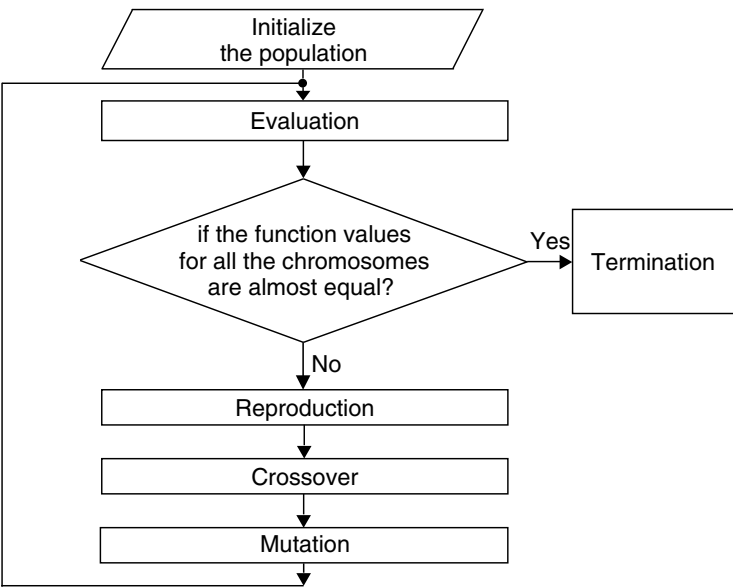 Initialize
the population
Evaluation
if the function values
for all the chromosomes
are almost equal?
Yes
Termination
No
Reproduction
Crossover
Mutation